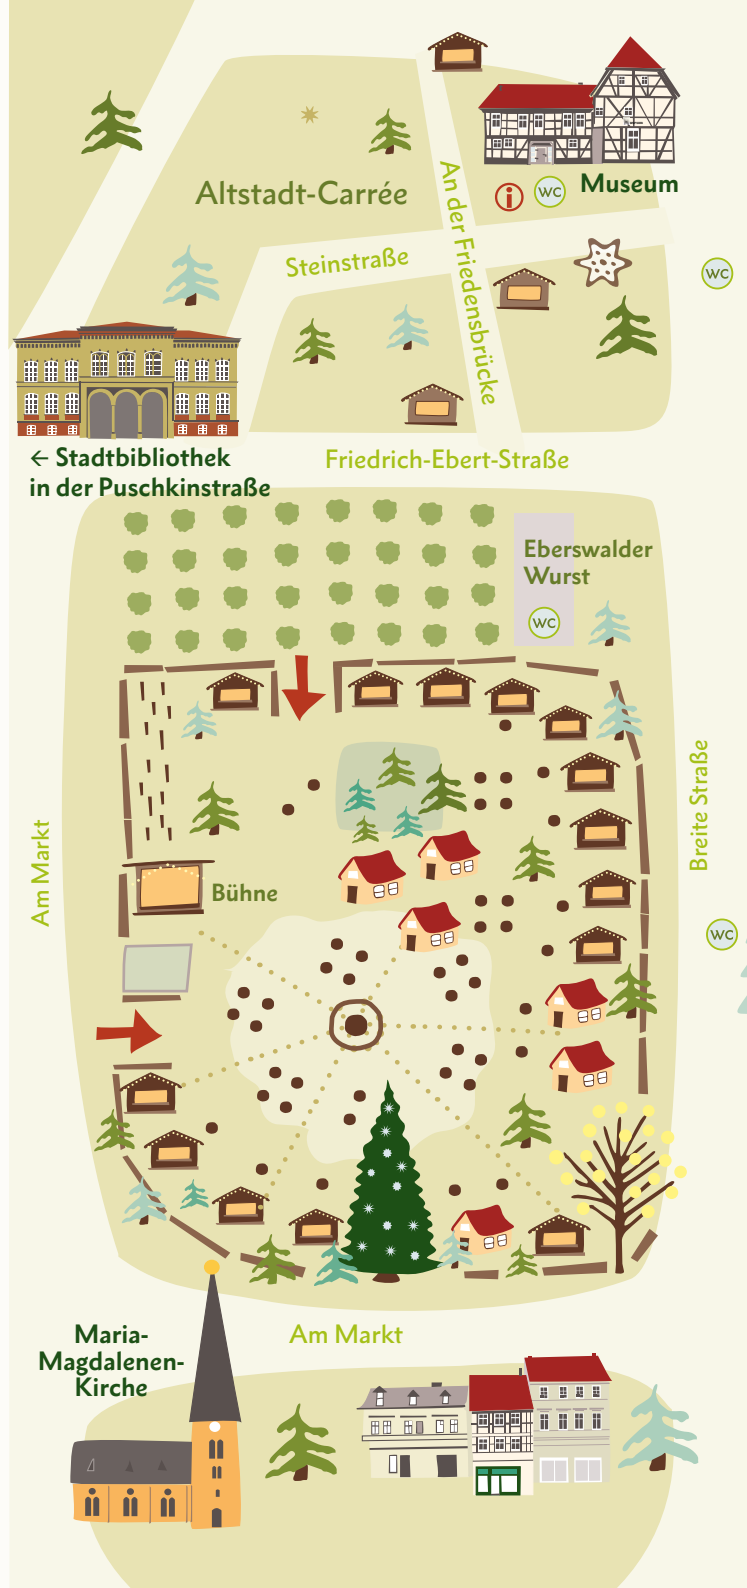 Museum
i
WC
Altstadt-Carrée
An der Friedensbrücke
Steinstraße
WC
← Stadtbibliothek
in der Puschkinstraße
Friedrich-Ebert-Straße
Eberswalder
Wurst
WC
Breite Straße
Am Markt
Bühne
WC
Maria-
Magdalenen-
Kirche
Am Markt